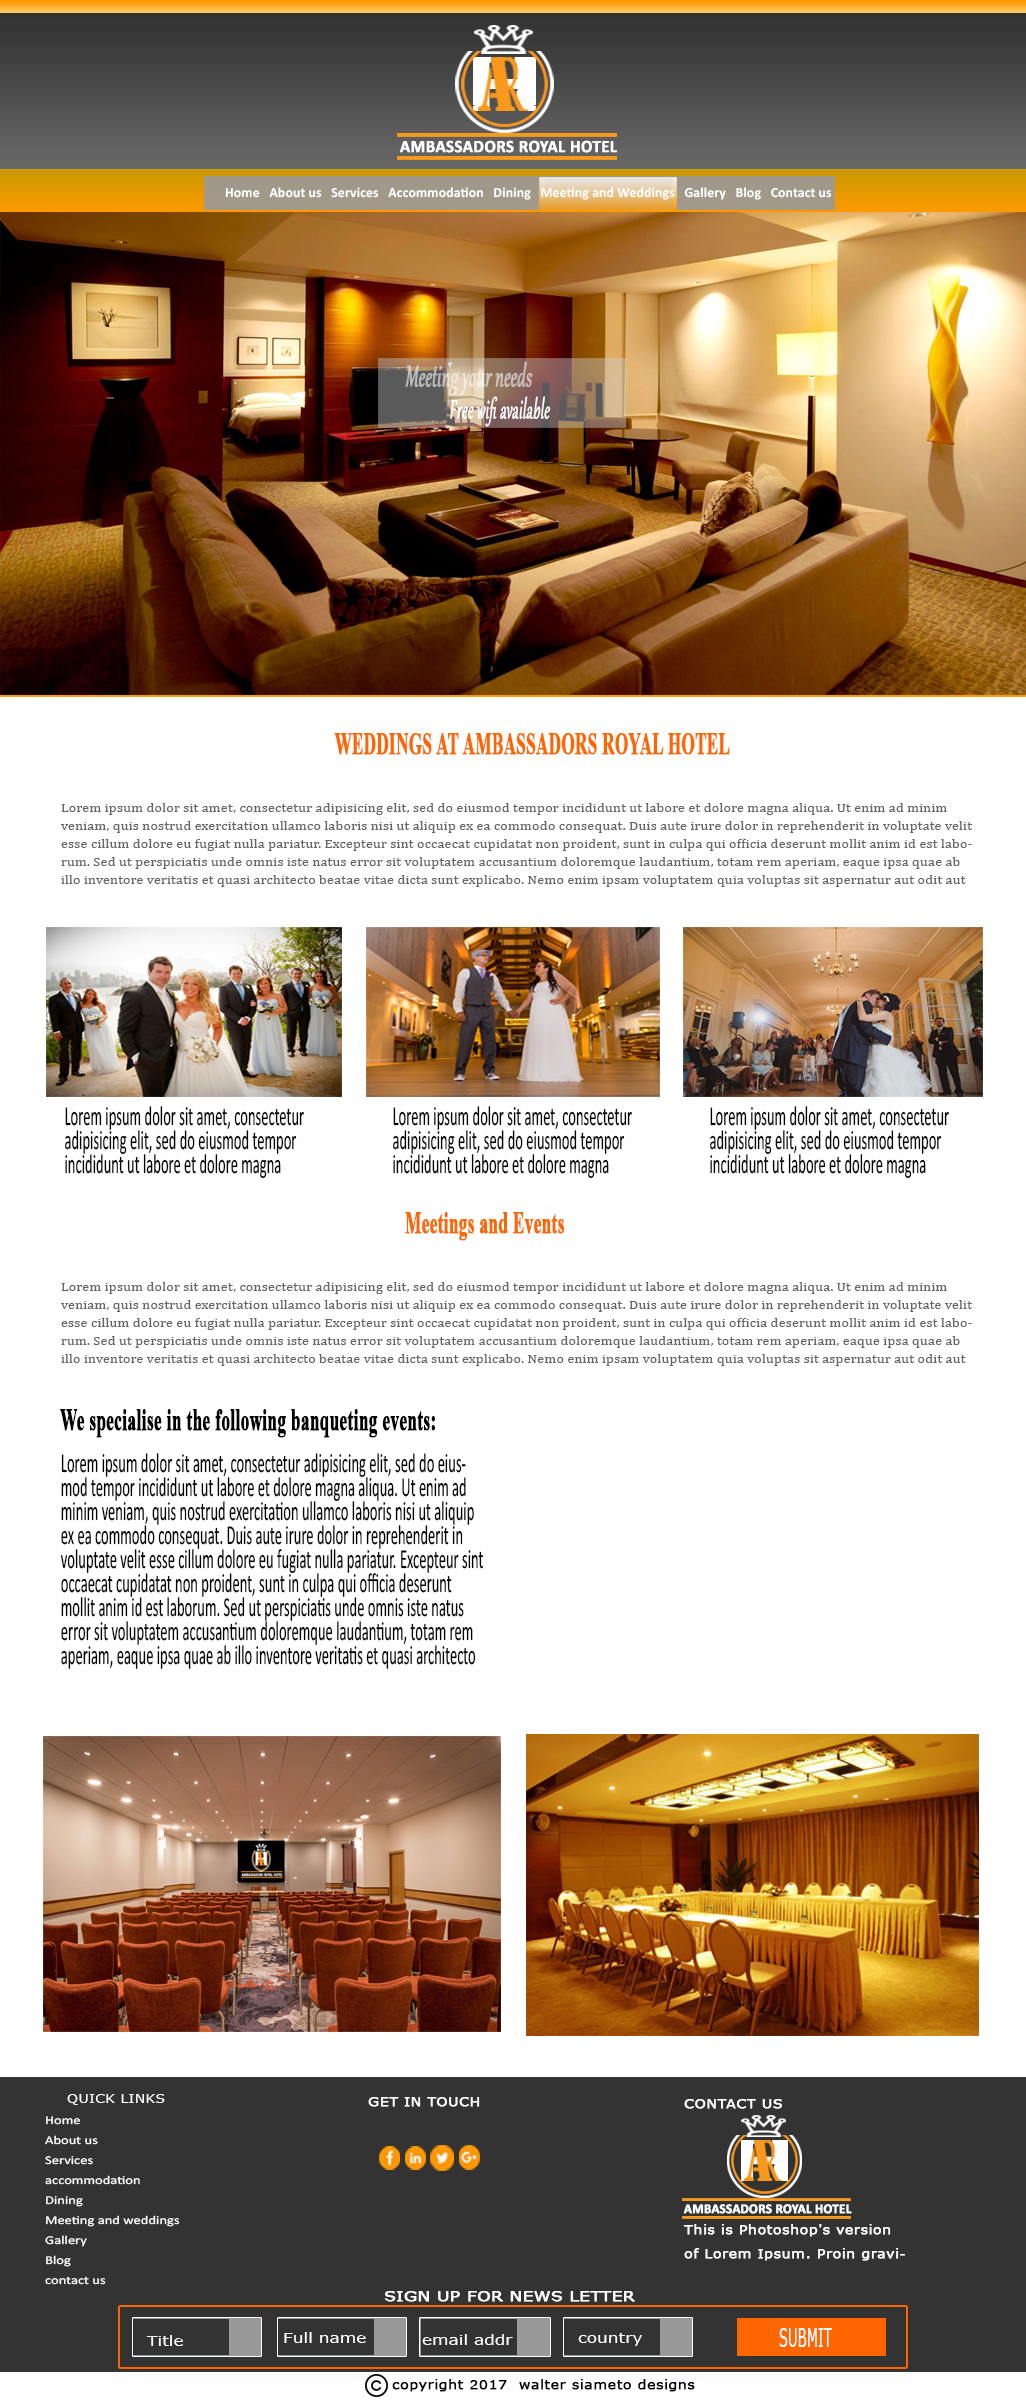 AR
AMBASSADORS ROYAL HOTEL
Home About us Services Accommodation Dining Meeting and Weddings Gallery Blog Contact us
Meeting your needs
Free wifi available
WEDDINGS AT AMBASSADORS ROYAL HOTEL
Lorem ipsum dolor sit amet, consectetur adipisicing elit, sed do eiusmod tempor incididunt ut labore et dolore magna aliqua. Ut enim ad minim
veniam, quis nostrud exercitation ullamco laboris nisi ut aliquip ex ea commodo consequat. Duis aute irure dolor in reprehenderit in voluptate velit
esse cillum dolore eu fugiat nulla pariatur. Excepteur sint occaecat cupidatat non proident, sunt in culpa qui officia deserunt mollit anim id est labo-
rum. Sed ut perspiciatis unde omnis iste natus error sit voluptatem accusantium doloremque laudantium, totam rem aperiam, eaque ipsa quae ab
illo inventore veritatis et quasi architecto beatae vitae dicta sunt explicabo. Nemo enim ipsam voluptatem quia voluptas sit aspernatur aut odit aut
Lorem ipsum dolor sit amet, consectetur
adipisicing elit, sed do eiusmod tempor
incididunt ut labore et dolore magna
Lorem ipsum dolor sit amet, consectetur
adipisicing elit, sed do eiusmod tempor
incididunt ut labore et dolore magna
Lorem ipsum dolor sit amet, consectetur
adipisicing elit, sed do eiusmod tempor
incididunt ut labore et dolore magna
Meetings and Events
Lorem ipsum dolor sit amet, consectetur adipisicing elit, sed do eiusmod tempor incididunt ut labore et dolore magna aliqua. Ut enim ad minim
veniam, quis nostrud exercitation ullamco laboris nisi ut aliquip ex ea commodo consequat. Duis aute irure dolor in reprehenderit in voluptate velit
esse cillum dolore eu fugiat nulla pariatur. Excepteur sint occaecat cupidatat non proident, sunt in culpa qui officia deserunt mollit anim id est labo-
rum. Sed ut perspiciatis unde omnis iste natus error sit voluptatem accusantium doloremque laudantium, totam rem aperiam, eaque ipsa quae ab
illo inventore veritatis et quasi architecto beatae vitae dicta sunt explicabo. Nemo enim ipsam voluptatem quia voluptas sit aspernatur aut odit aut
We specialise in the following banqueting events:
Lorem ipsum dolor sit amet, consectetur adipisicing elit, sed do eius-
mod tempor incididunt ut labore et dolore magna aliqua. Ut enim ad
minim veniam, quis nostrud exercitation ullamco laboris nisi ut aliquip
ex ea commodo consequat. Duis aute irure dolor in reprehenderit in
voluptate velit esse cillum dolore eu fugiat nulla pariatur. Excepteur sint
occaecat cupidatat non proident, sunt in culpa qui officia deserunt
mollit anim id est laborum. Sed ut perspiciatis unde omnis iste natus
error sit voluptatem accusantium doloremque laudantium, totam rem
aperiam, eaque ipsa quae ab illo inventore veritatis et quasi architecto
AR
AMBASSADORS ROYAL HOTEL
QUICK LINKS
Home
About us
Services
accommodation
Dining
Meeting and weddings
Gallery
Blog
contact us
GET IN TOUCH
f in G+
CONTACT US
AR
AMBASSADORS ROYAL HOTEL
This is Photoshop's version
of Lorem Ipsum. Proin gravi-
SIGN UP FOR NEWS LETTER
Title Full name email addr country SUBMIT
© copyright 2017 walter siameto designs